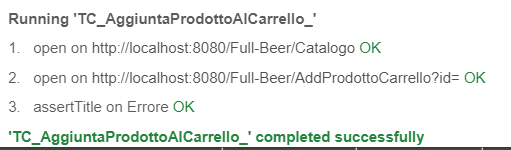 Running 'TC_AggiuntaProdottoAlCarrello_'
1. open on http://localhost:8080/Full-Beer/Catalogo OK
2. open on http://localhost:8080/Full-Beer/AddProdottoCarrello?id= OK
3. assertTitle on Errore OK
'TC_AggiuntaProdottoAlCarrello_' completed successfully